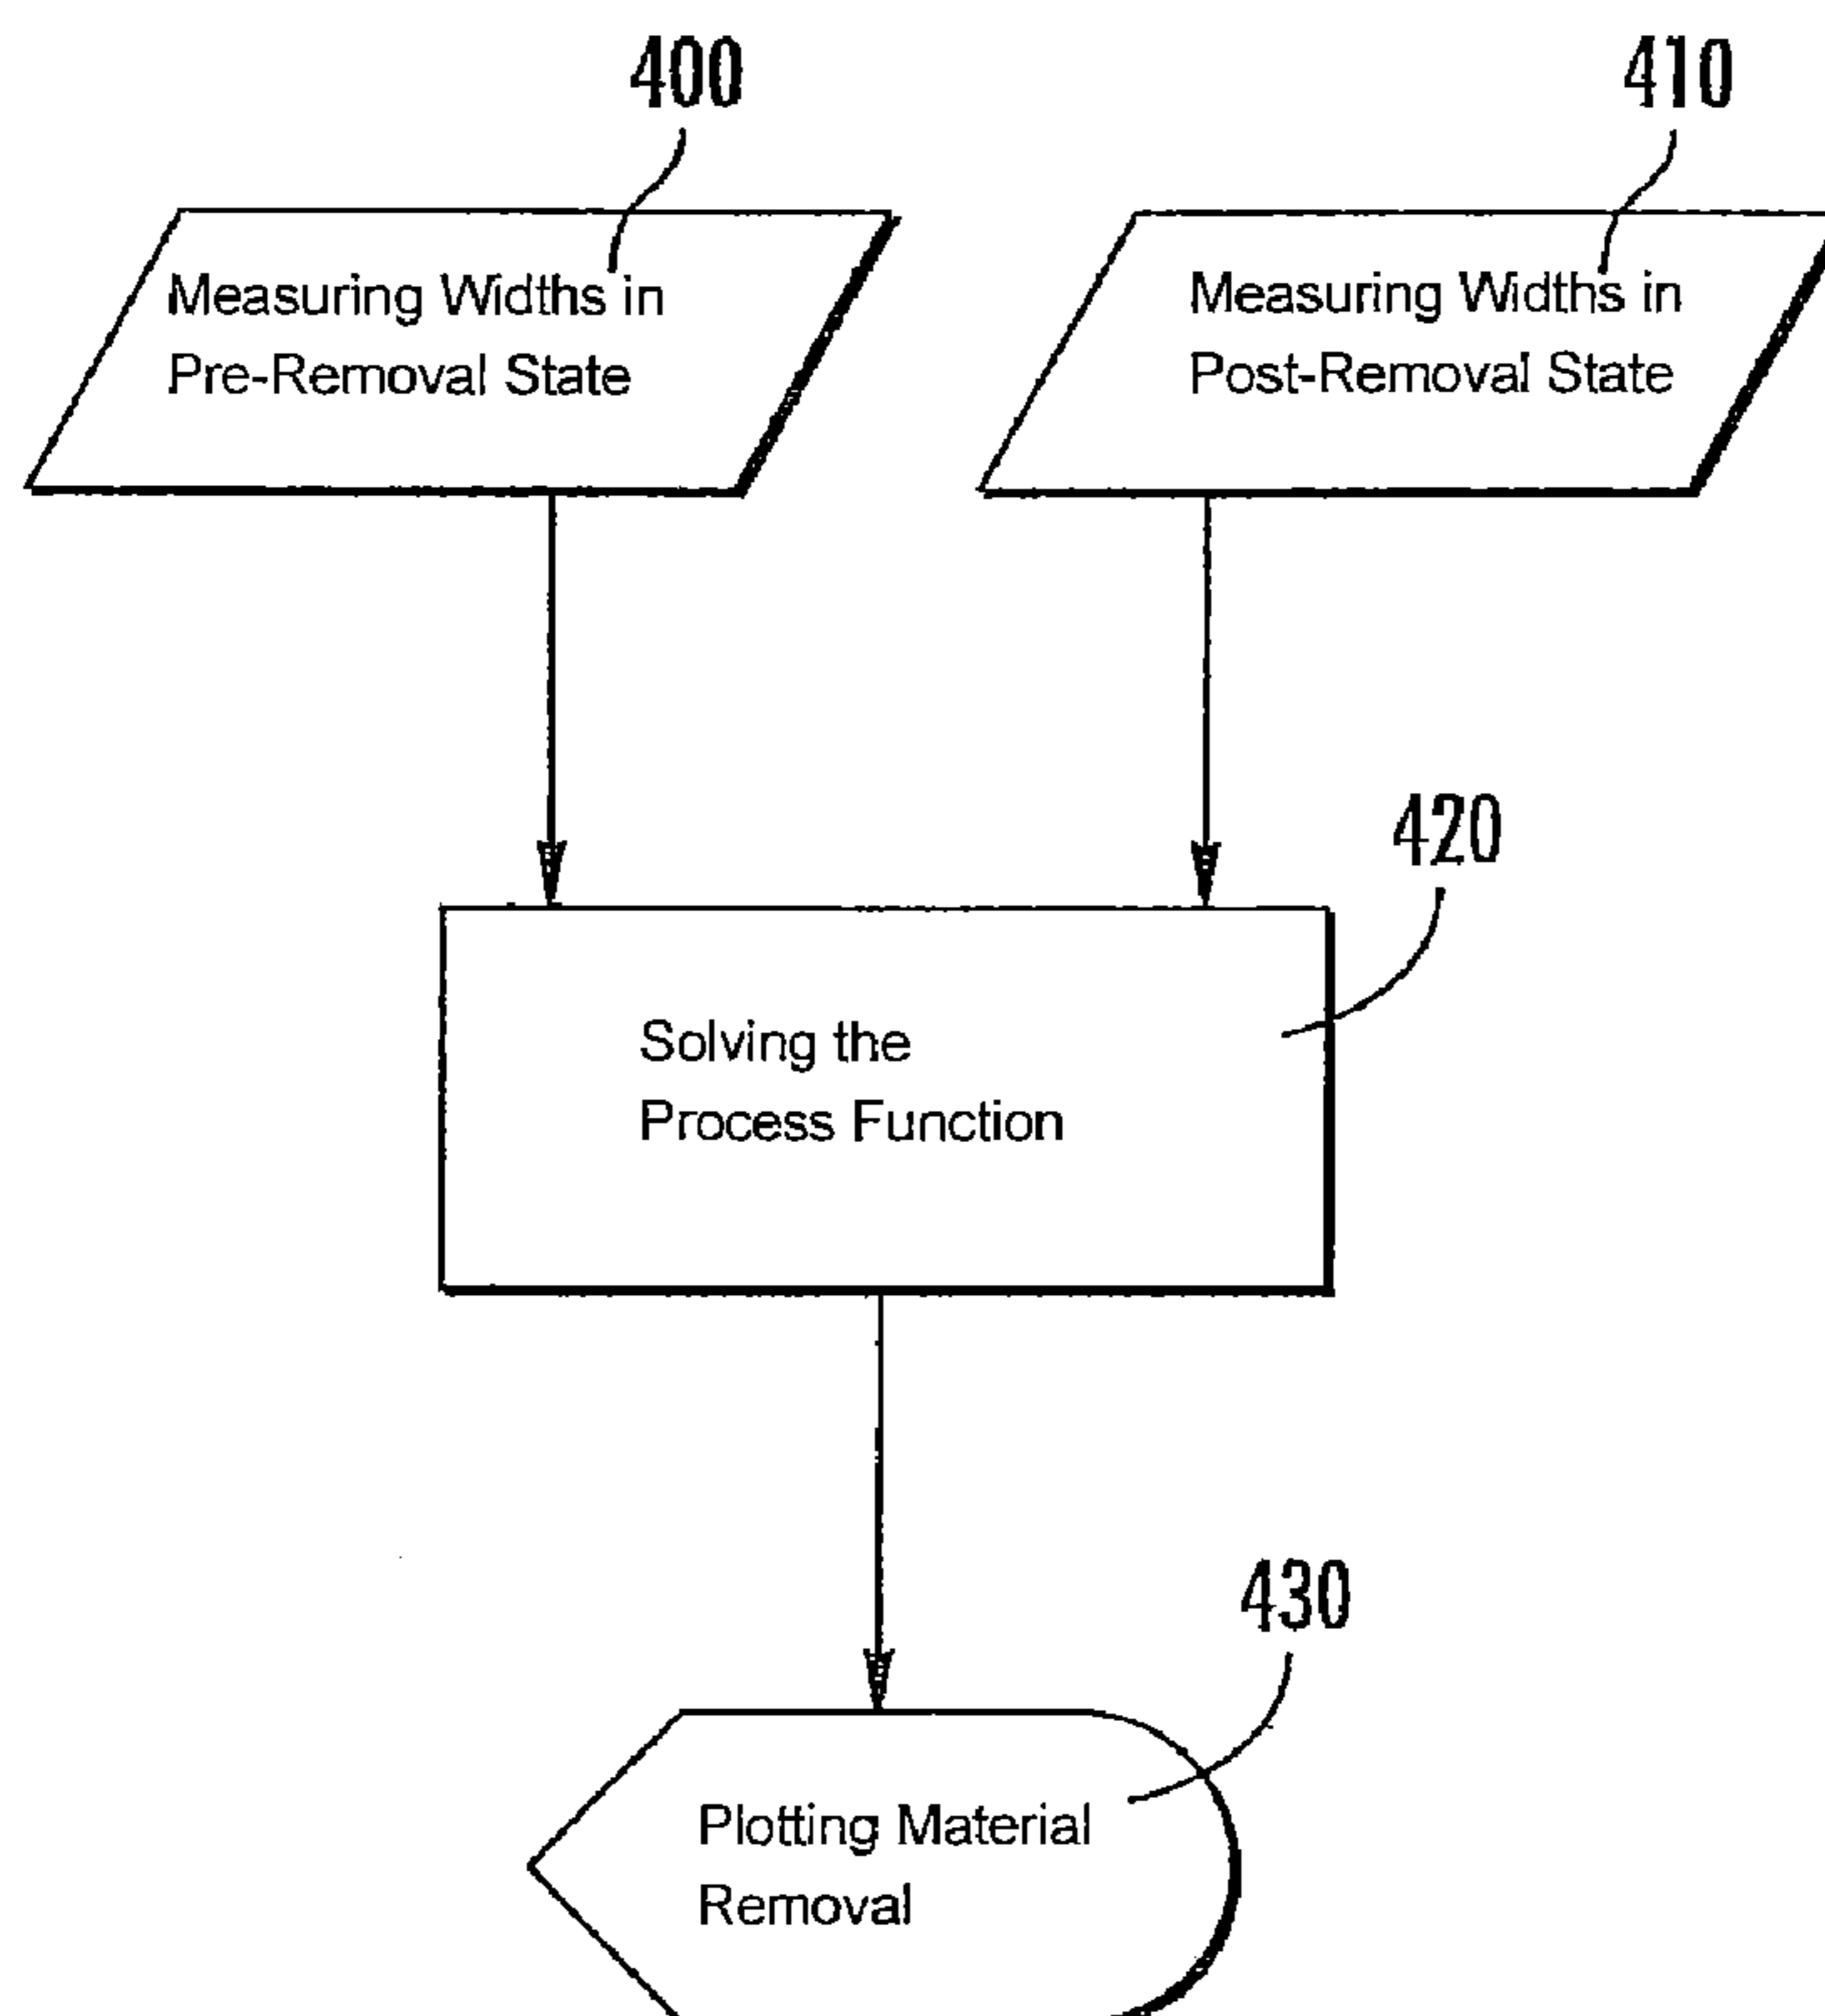 400
410
Measuring Widths in
Pre-Removal State
Measuring Widths in
Post-Removal State
420
Solving the
Process Function
430
Plotting Material
Removal